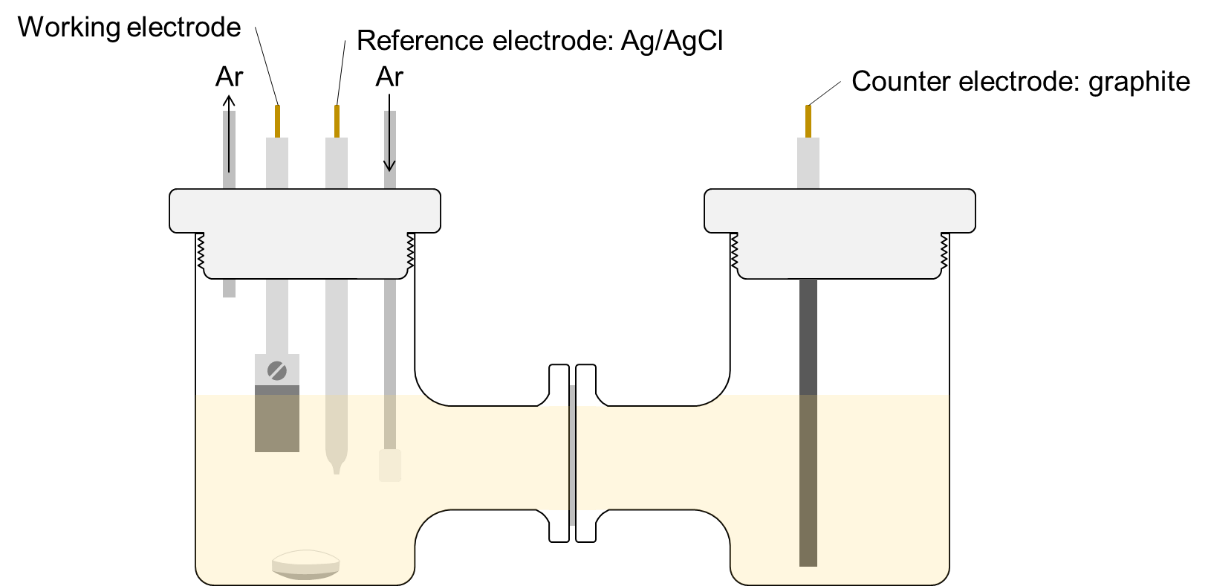 Working electrode
Reference electrode: Ag/AgCl
Ar
Ar
Counter electrode: graphite